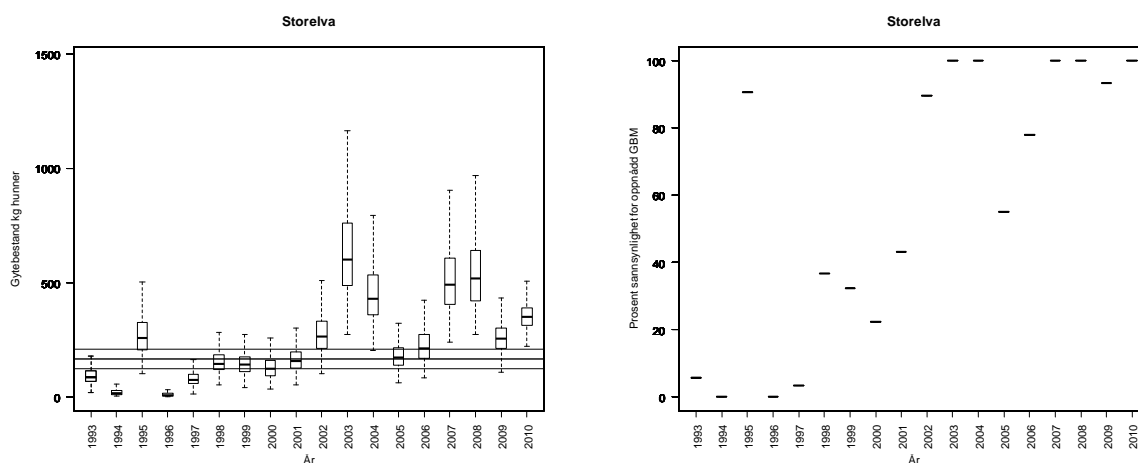 Storelva
Gytebestand kg hunner
1500
1000
500
0
1993 1994 1995 1996 1997 1998 1999 2000 2001 2002 2003 2004 2005 2006 2007 2008 2009 2010
År
Storelva
Prosent sannsynlighet for oppnådd GBM
100
80
60
40
20
0
1993 1994 1995 1996 1997 1998 1999 2000 2001 2002 2003 2004 2005 2006 2007 2008 2009 2010
År